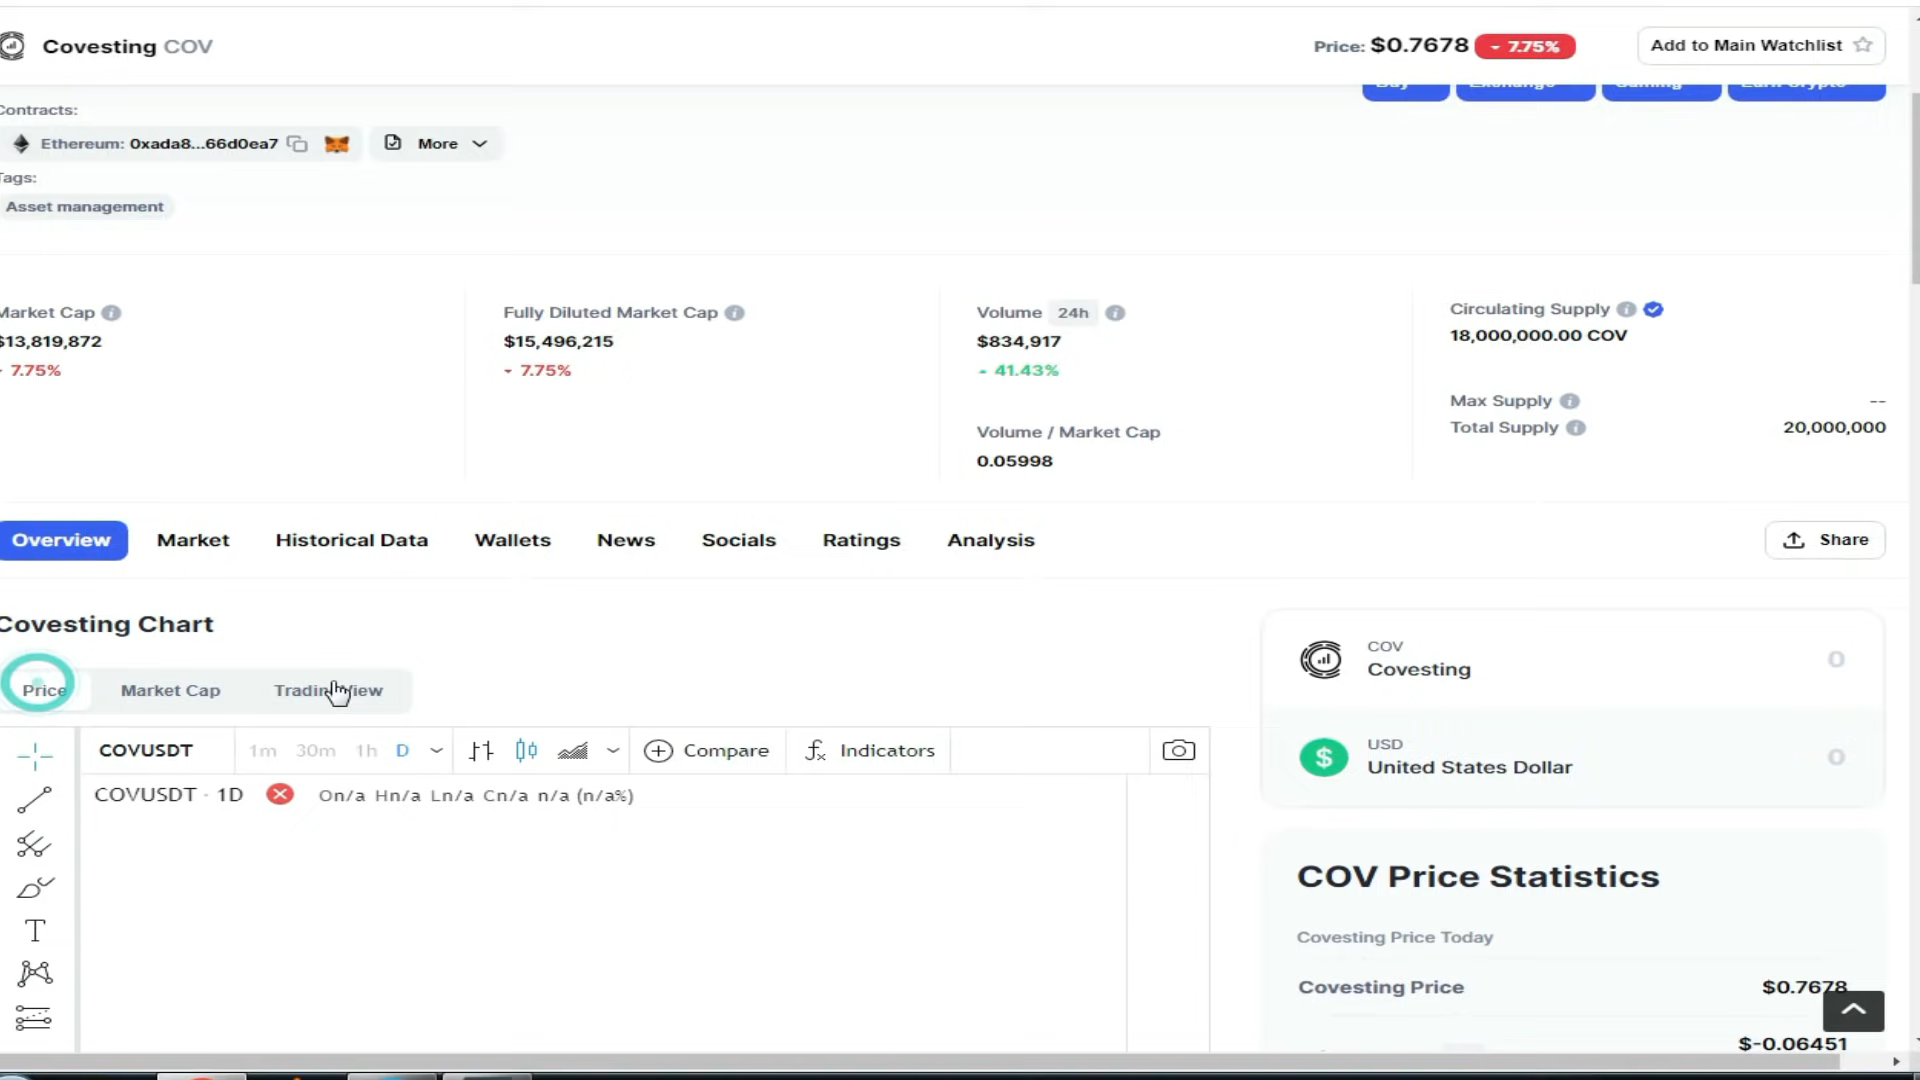 Covesting COV
Price: $0.7678 7.75%
Add to Main Watchlist
Contracts:
Ethereum: 0xada8...66d0ea7
More
Tags:
Asset management
Market Cap
$13,819,872
7.75%
Fully Diluted Market Cap
$15,496,215
7.75%
Volume 24h
$834,917
41.43%
Volume / Market Cap
0.05998
Circulating Supply
18,000,000.00 COV
Max Supply --
Total Supply 20,000,000
Overview Market Historical Data Wallets News Socials Ratings Analysis
Share
Covesting Chart
Price Market Cap TradingView
COVUSDT 1m 30m 1h D Compare Indicators
COVUSDT · 1D On/a Hn/a Ln/a Cn/a n/a (n/a%)
COV
Covesting 0
USD
United States Dollar 0
COV Price Statistics
Covesting Price Today
Covesting Price $0.7678
$-0.06451